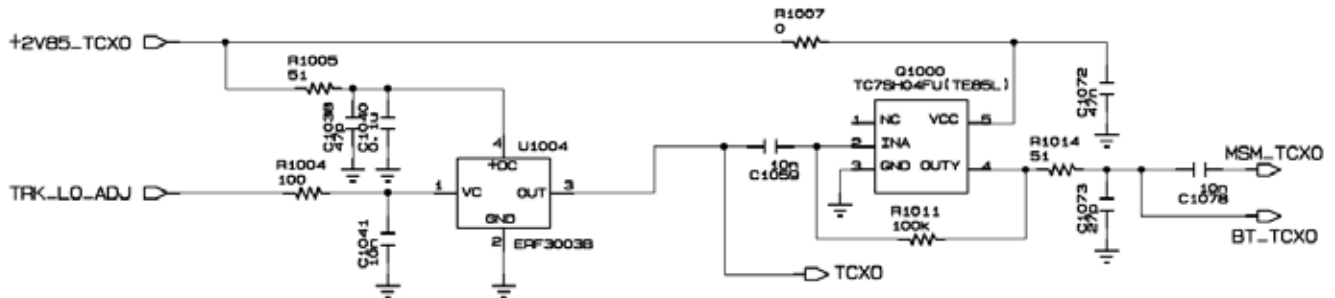 R1007
0
+2V85_TCXO
R1005
51
Q1000
TC7SH04FU(TE85L)
C1038
47p
C1040
0.1u
C1072
47n
1 NC VCC 5
4 U1004
+DC
2 INA
R1014
51
3 GND OUTY 4
MSM_TCXO
R1004
100
10n
C1059
10n
C1078
TRK_LO_ADJ
1 VC OUT 3
GND
R1011
100k
C1073
27p
C1041
10n
2 ERF3003B
BT_TCXO
TCXO